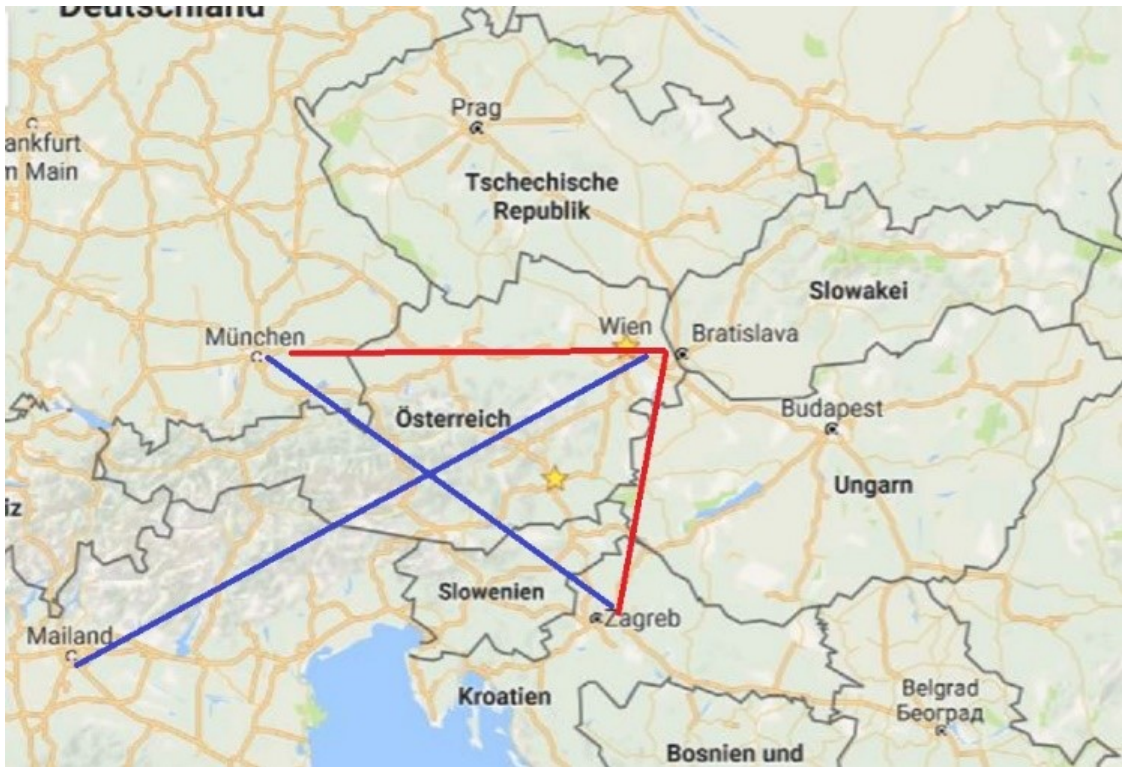 Deutschland
Prag
ankfurt
m Main
Tschechische
Republik
Slowakei
München
Wien
Bratislava
Österreich
Budapest
Ungarn
iz
Slowenien
Mailand
Zagreb
Kroatien
Belgrad
Београд
Bosnien und